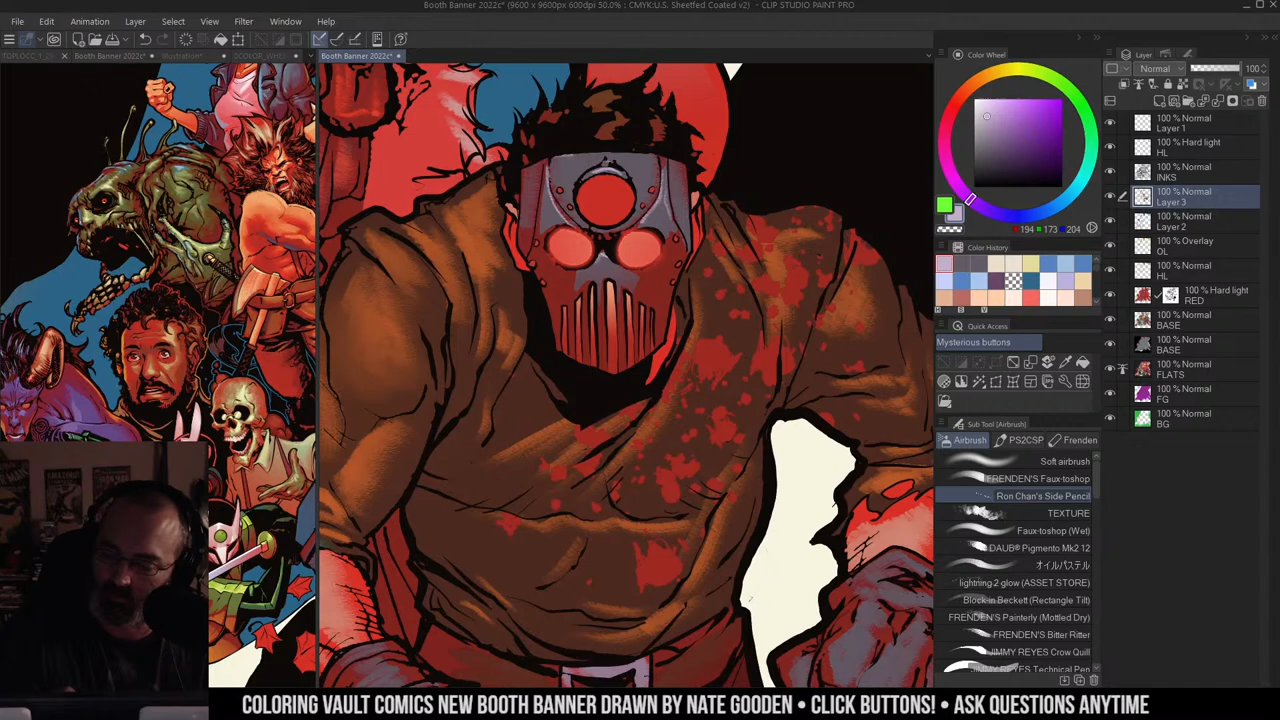 Booth Banner 2022c* (9600 x 9600px 600dpi 50.0% : CMYK:U.S. Sheetfed Coated v2) - CLIP STUDIO PAINT PRO
File Edit Animation Layer Select View Filter Window Help
Booth Banner 2022c* Illustration* Booth Banner 2022c*
Color Wheel
194 173 204
Color History
H S V
Quick Access
Mysterious buttons
Sub Tool [Airbrush]
Airbrush PS2CSP Frenden
Soft airbrush
FRENDEN's Faux-toshop
Ron Chan's Side Pencil
TEXTURE
Faux-toshop (Wet)
DAUB® Pigmento Mk2 12
オイルパステル
lightning 2 glow (ASSET STORE)
Block-in Beckett (Rectangle Tilt)
FRENDEN's Painterly (Mottled Dry)
FRENDEN's Bitter Ritter
JIMMY REYES Crow Quill
JIMMY REYES Technical Pen
Layer
Normal 100
100 % Normal
Layer 1
100 % Hard light
HL
100 % Normal
INKS
100 % Normal
Layer 3
100 % Normal
Layer 2
100 % Overlay
OL
100 % Normal
HL
100 % Hard light
RED
100 % Normal
BASE
100 % Normal
BASE
100 % Normal
FLATS
100 % Normal
FG
100 % Normal
BG
COLORING VAULT COMICS NEW BOOTH BANNER DRAWN BY NATE GOODEN • CLICK BUTTONS! • ASK QUESTIONS ANYTIME